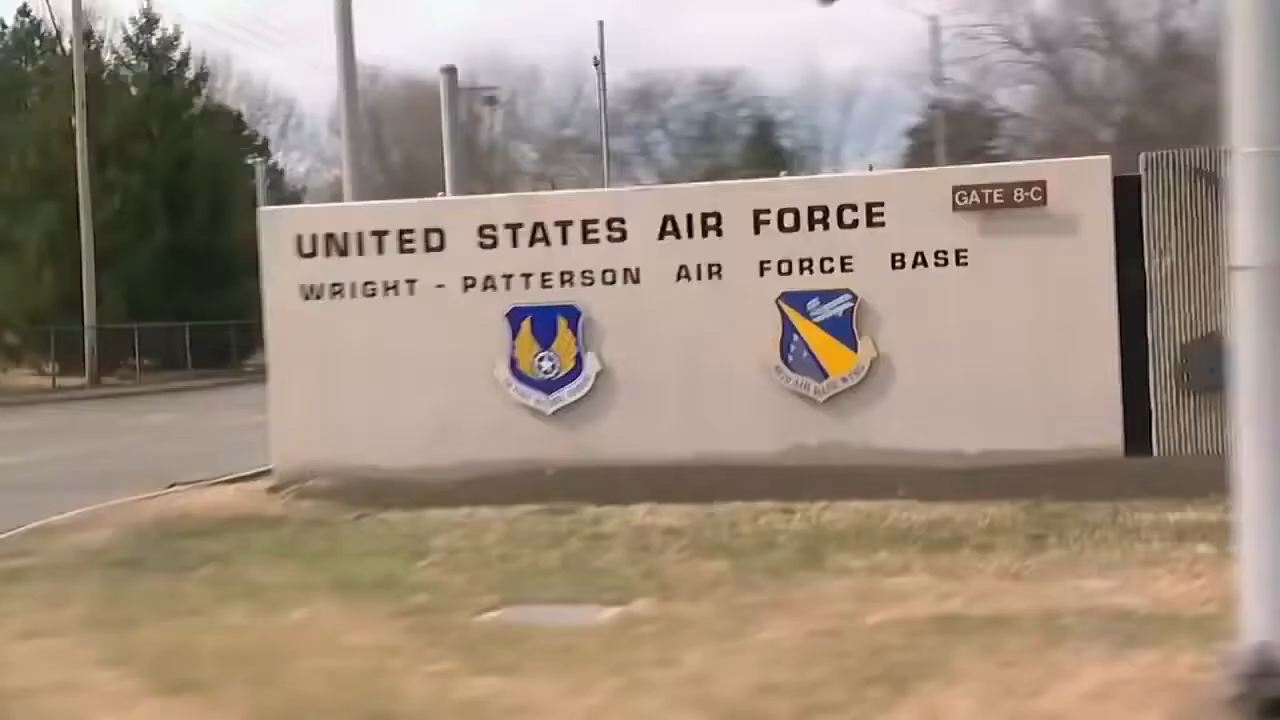 GATE 8-C
UNITED STATES AIR FORCE
WRIGHT - PATTERSON AIR FORCE BASE